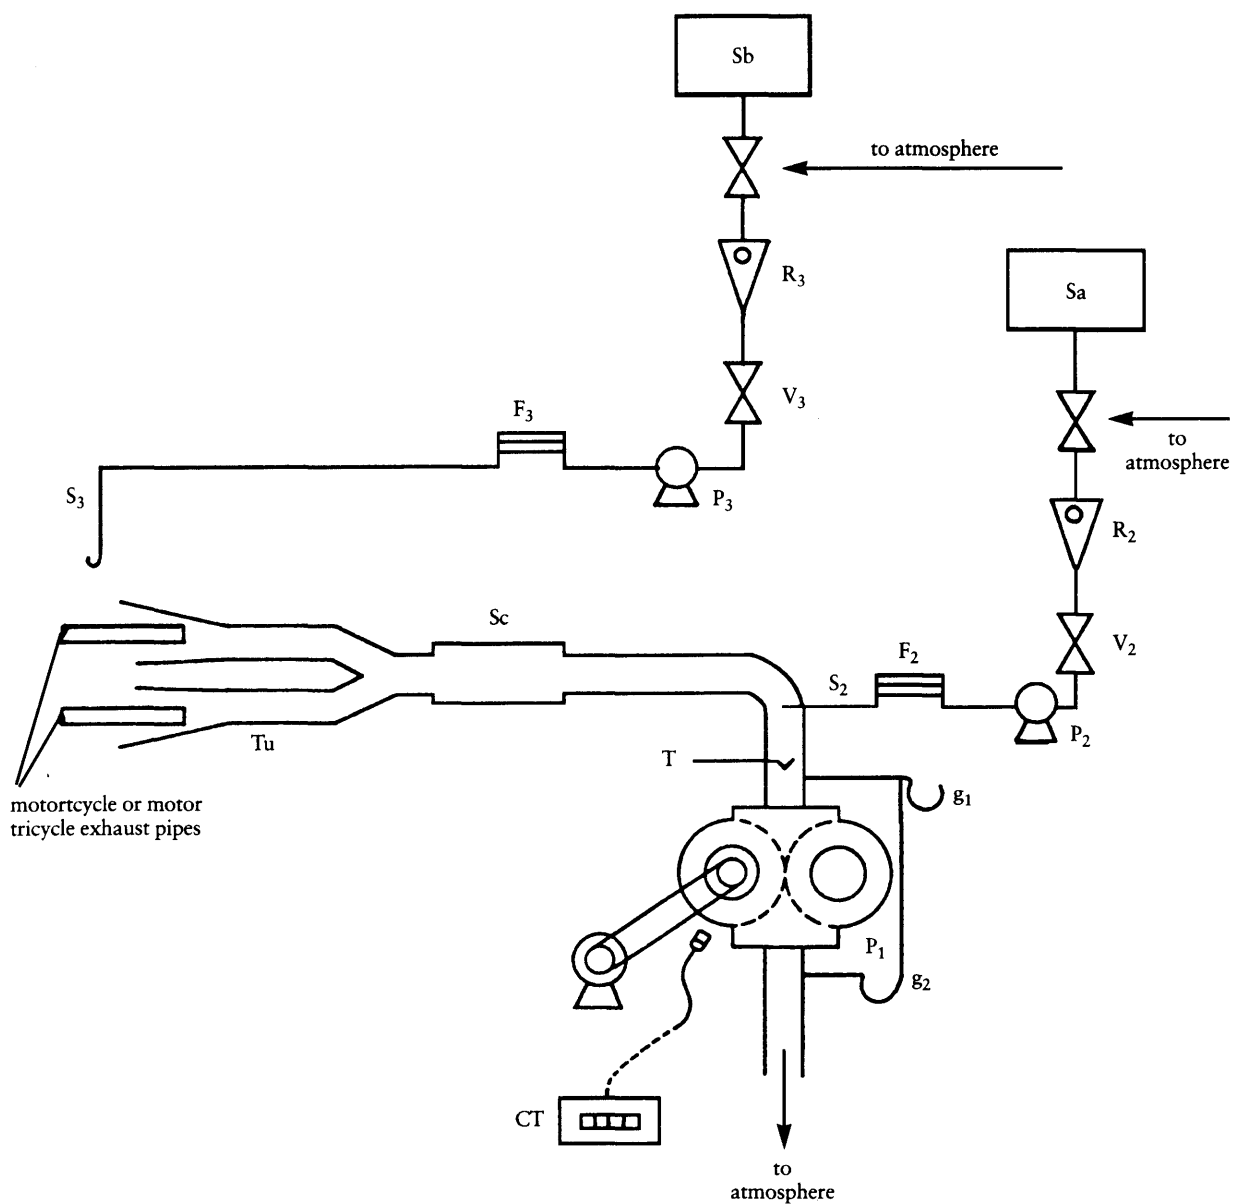 Sb
to atmosphere
R₃
Sa
V₃
F₃
to
atmosphere
S₃
P₃
R₂
Sc
V₂
F₂
S₂
Tu
P₂
T
g₁
motortcycle or motor
tricycle exhaust pipes
P₁
g₂
CT
to
atmosphere